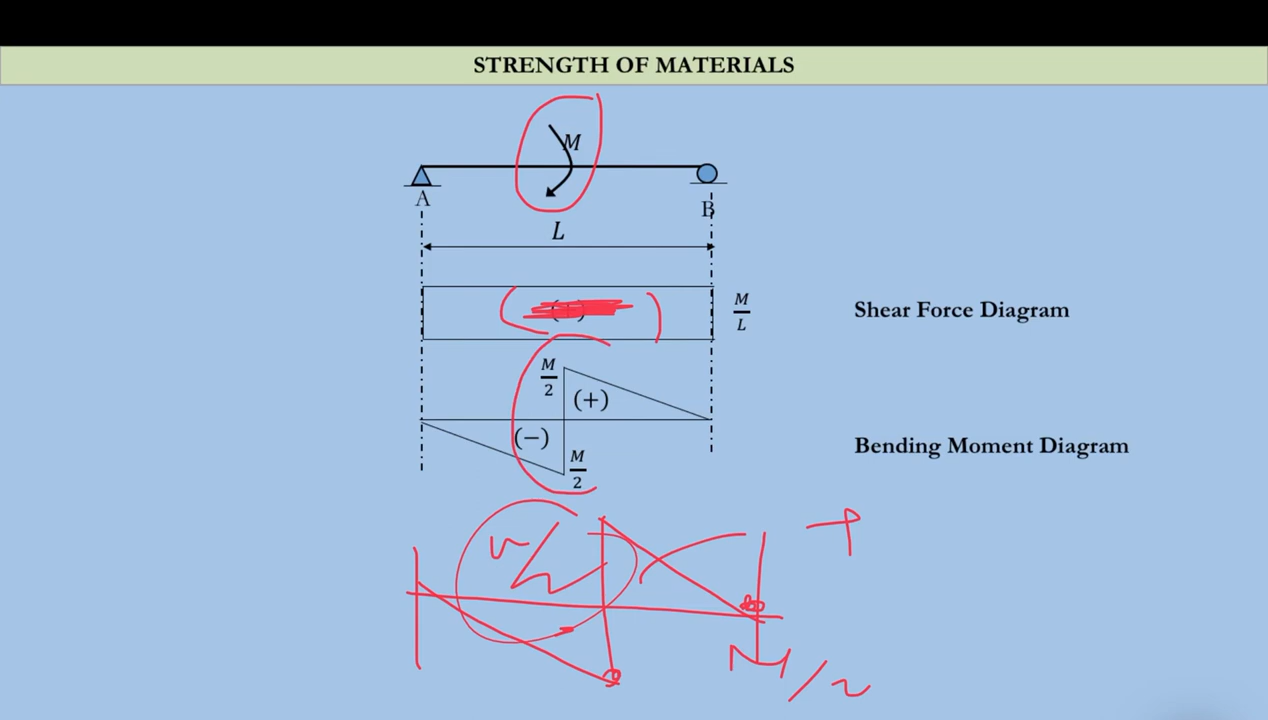 STRENGTH OF MATERIALS
M
A
B
L
M/L
Shear Force Diagram
M/2
(+)
(−)
M/2
Bending Moment Diagram
+
M/2